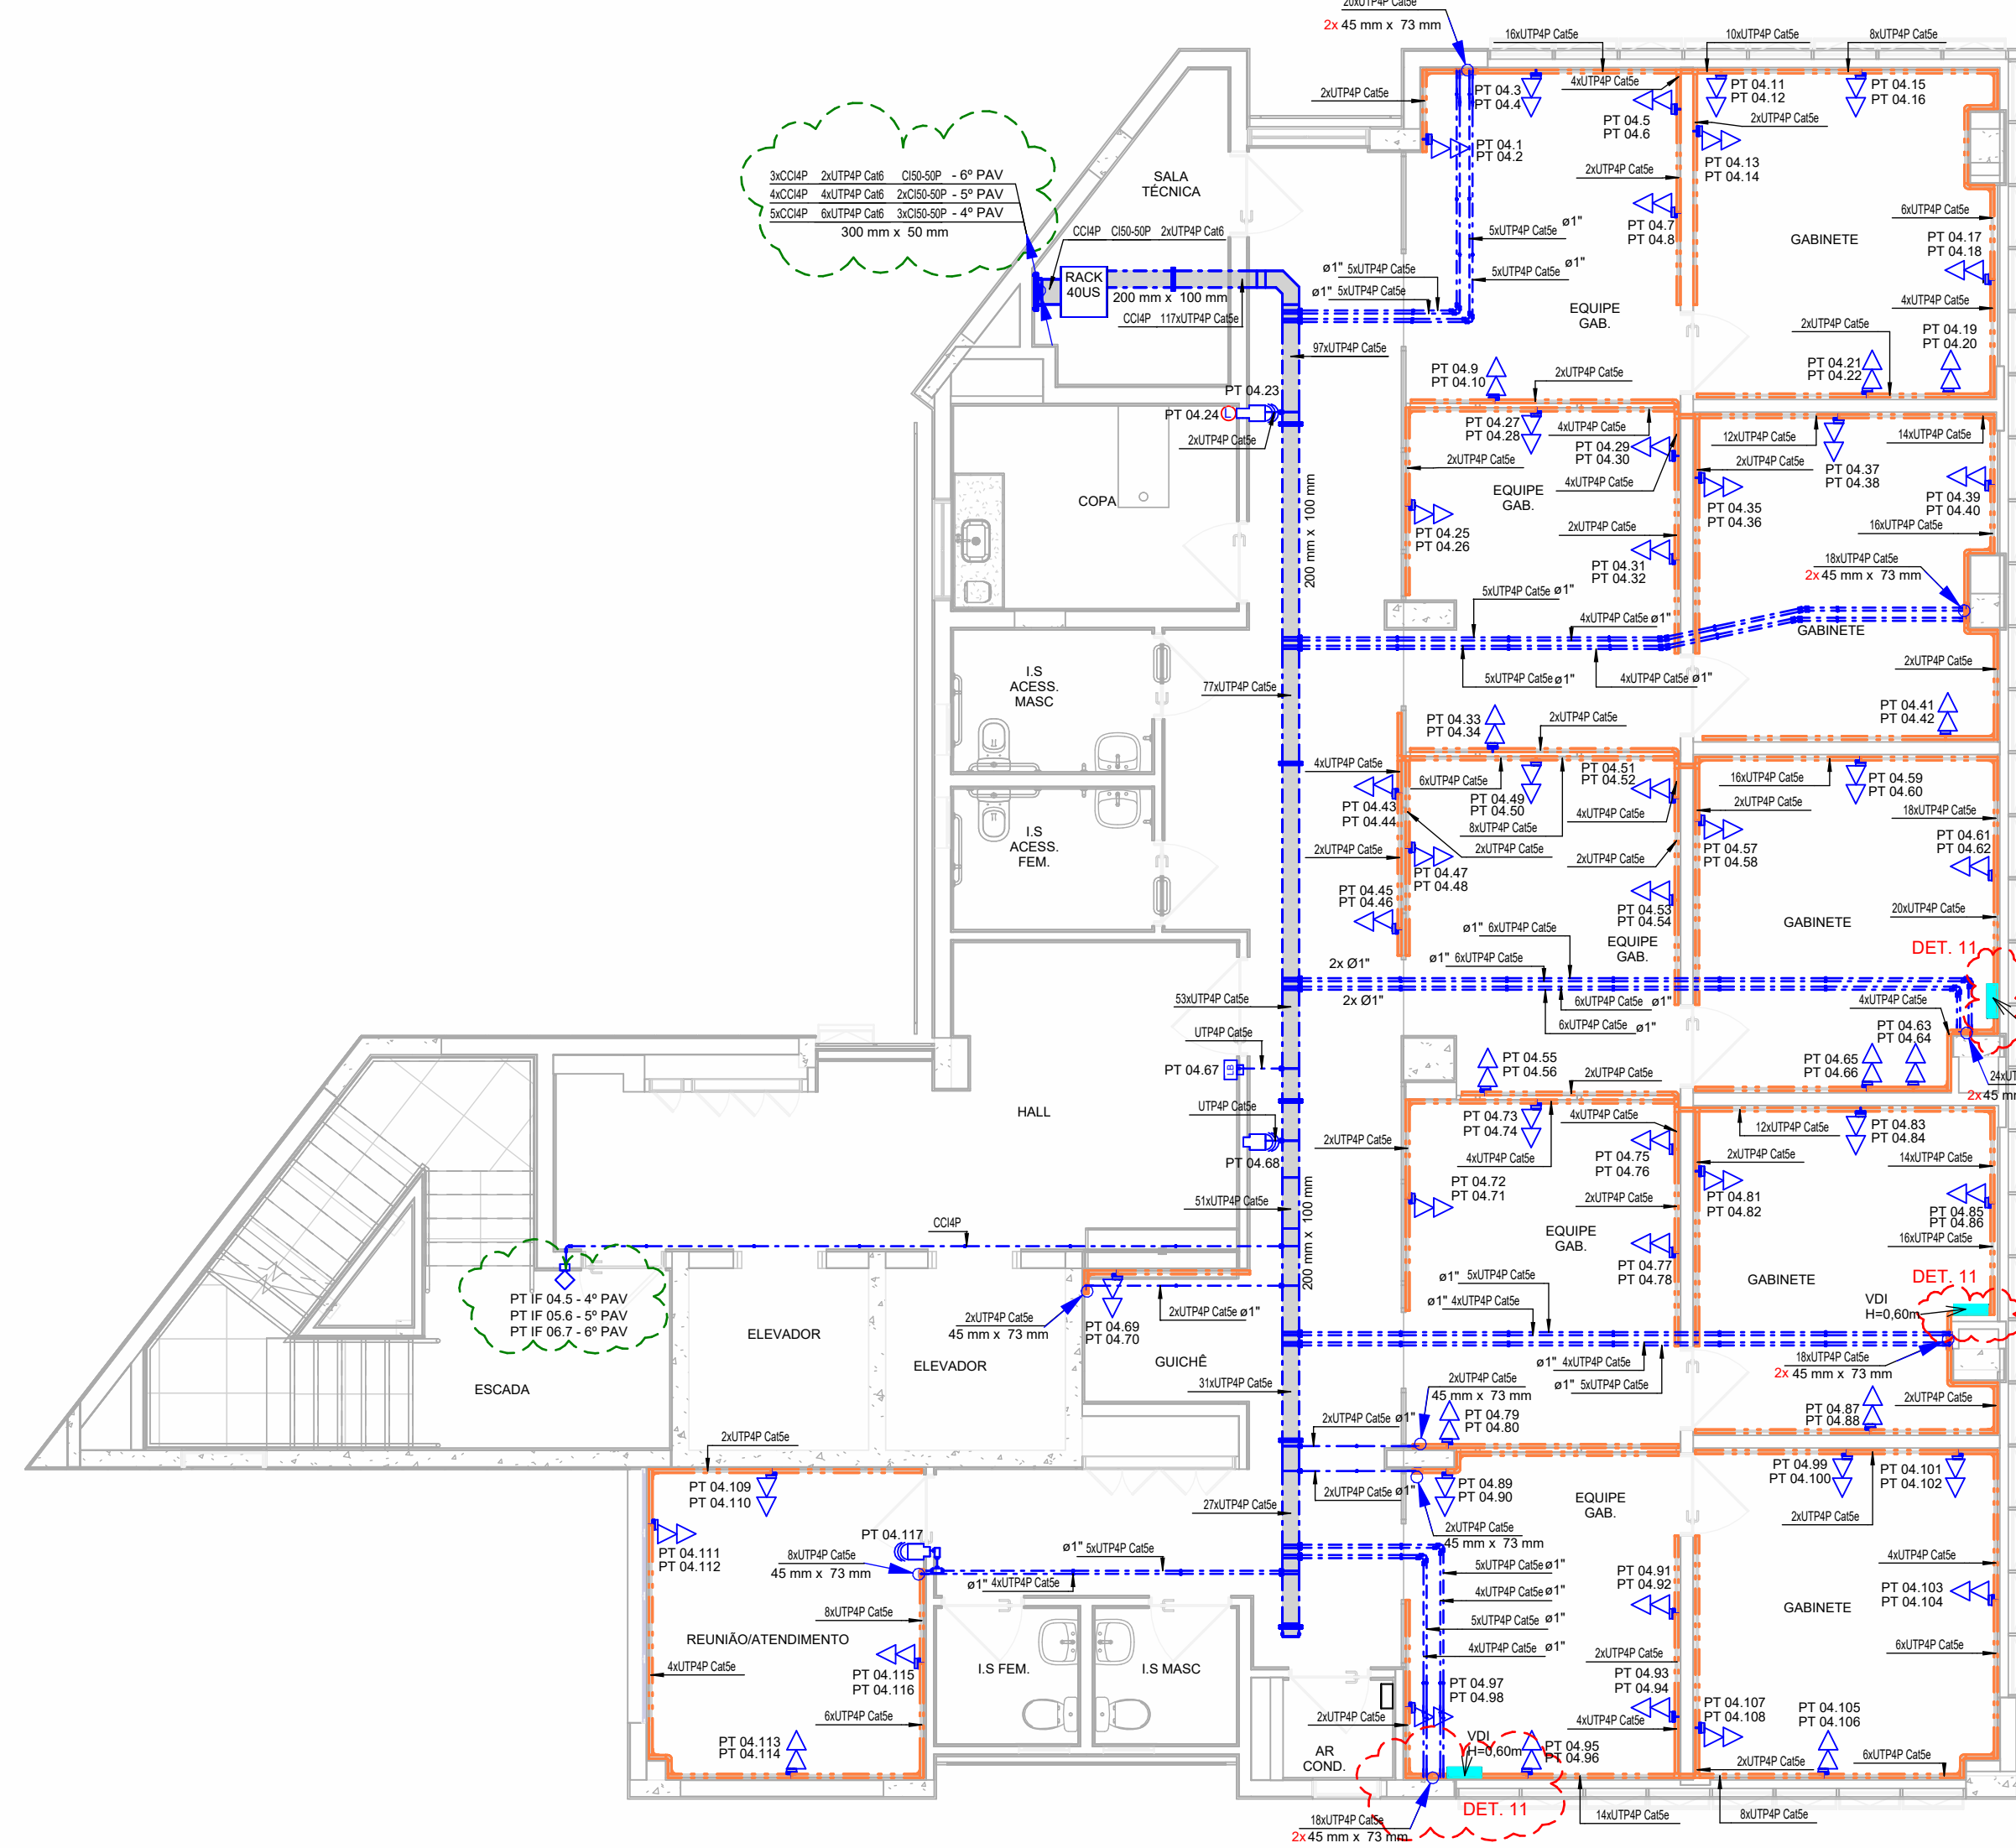 20xUTP4P Cat5e
2x 45 mm x 73 mm
16xUTP4P Cat5e
10xUTP4P Cat5e
8xUTP4P Cat5e
2xUTP4P Cat5e
PT 04.3
PT 04.4
4xUTP4P Cat5e
PT 04.5
PT 04.6
PT 04.11
PT 04.12
PT 04.15
PT 04.16
2xUTP4P Cat5e
PT 04.1
PT 04.2
PT 04.13
PT 04.14
3xCCI4P 2xUTP4P Cat6 CI50-50P - 6º PAV
4xCCI4P 4xUTP4P Cat6 2xCI50-50P - 5º PAV
5xCCI4P 6xUTP4P Cat6 3xCI50-50P - 4º PAV
300 mm x 50 mm
SALA
TÉCNICA
2xUTP4P Cat5e
PT 04.7
PT 04.8
6xUTP4P Cat5e
GABINETE
PT 04.17
PT 04.18
CCI4P CI50-50P 2xUTP4P Cat6
5xUTP4P Cat5e ø1"
5xUTP4P Cat5e ø1"
ø1" 5xUTP4P Cat5e
ø1" 5xUTP4P Cat5e
RACK
40US
200 mm x 100 mm
CCI4P 117xUTP4P Cat5e
EQUIPE
GAB.
4xUTP4P Cat5e
2xUTP4P Cat5e
PT 04.19
PT 04.20
97xUTP4P Cat5e
PT 04.9
PT 04.10
2xUTP4P Cat5e
PT 04.21
PT 04.22
PT 04.23
PT 04.24
L
2xUTP4P Cat5e
PT 04.27
PT 04.28
4xUTP4P Cat5e
PT 04.29
PT 04.30
2xUTP4P Cat5e
12xUTP4P Cat5e
14xUTP4P Cat5e
2xUTP4P Cat5e
PT 04.37
PT 04.38
COPA
200 mm x 100 mm
EQUIPE
GAB.
4xUTP4P Cat5e
PT 04.35
PT 04.36
PT 04.39
PT 04.40
PT 04.25
PT 04.26
2xUTP4P Cat5e
16xUTP4P Cat5e
PT 04.31
PT 04.32
18xUTP4P Cat5e
2x 45 mm x 73 mm
5xUTP4P Cat5e ø1"
4xUTP4P Cat5e ø1"
GABINETE
5xUTP4P Cat5e ø1"
4xUTP4P Cat5e ø1"
2xUTP4P Cat5e
I.S
ACESS.
MASC
77xUTP4P Cat5e
PT 04.33
PT 04.34
2xUTP4P Cat5e
PT 04.41
PT 04.42
4xUTP4P Cat5e
6xUTP4P Cat5e
PT 04.51
PT 04.52
16xUTP4P Cat5e
PT 04.59
PT 04.60
PT 04.43
PT 04.44
PT 04.49
PT 04.50
8xUTP4P Cat5e
4xUTP4P Cat5e
2xUTP4P Cat5e
18xUTP4P Cat5e
I.S
ACESS.
FEM.
2xUTP4P Cat5e
2xUTP4P Cat5e
2xUTP4P Cat5e
PT 04.57
PT 04.58
PT 04.61
PT 04.62
PT 04.47
PT 04.48
PT 04.45
PT 04.46
PT 04.53
PT 04.54
20xUTP4P Cat5e
GABINETE
ø1" 6xUTP4P Cat5e
EQUIPE
GAB.
ø1" 6xUTP4P Cat5e
2x Ø1"
2x Ø1"
DET. 11
53xUTP4P Cat5e
6xUTP4P Cat5e ø1"
6xUTP4P Cat5e ø1"
4xUTP4P Cat5e
UTP4P Cat5e
PT 04.67
LB
PT 04.55
PT 04.56
PT 04.63
PT 04.64
PT 04.65
PT 04.66
2xUTP4P Cat5e
24xUT
2x 45 mm
HALL
UTP4P Cat5e
PT 04.68
2xUTP4P Cat5e
PT 04.73
PT 04.74
4xUTP4P Cat5e
12xUTP4P Cat5e
PT 04.83
PT 04.84
4xUTP4P Cat5e
PT 04.75
PT 04.76
2xUTP4P Cat5e
14xUTP4P Cat5e
PT 04.72
PT 04.71
2xUTP4P Cat5e
PT 04.81
PT 04.82
PT 04.85
PT 04.86
51xUTP4P Cat5e
200 mm x 100 mm
CCI4P
EQUIPE
GAB.
16xUTP4P Cat5e
PT 04.77
PT 04.78
GABINETE
DET. 11
PT IF 04.5 - 4º PAV
PT IF 05.6 - 5º PAV
PT IF 06.7 - 6º PAV
ø1" 5xUTP4P Cat5e
ø1" 4xUTP4P Cat5e
VDI
H=0,60m
2xUTP4P Cat5e
45 mm x 73 mm
PT 04.69
PT 04.70
2xUTP4P Cat5e ø1"
ELEVADOR
ELEVADOR
GUICHÊ
ø1" 4xUTP4P Cat5e
ø1" 5xUTP4P Cat5e
18xUTP4P Cat5e
2x 45 mm x 73 mm
ESCADA
31xUTP4P Cat5e
2xUTP4P Cat5e
45 mm x 73 mm
2xUTP4P Cat5e ø1"
PT 04.79
PT 04.80
PT 04.87
PT 04.88
2xUTP4P Cat5e
2xUTP4P Cat5e
PT 04.109
PT 04.110
PT 04.89
PT 04.90
2xUTP4P Cat5e ø1"
EQUIPE
GAB.
PT 04.99
PT 04.100
PT 04.101
PT 04.102
27xUTP4P Cat5e
2xUTP4P Cat5e
45 mm x 73 mm
2xUTP4P Cat5e
PT 04.117
PT 04.111
PT 04.112
8xUTP4P Cat5e
45 mm x 73 mm
ø1" 5xUTP4P Cat5e
ø1" 4xUTP4P Cat5e
5xUTP4P Cat5e ø1"
4xUTP4P Cat5e ø1"
5xUTP4P Cat5e ø1"
4xUTP4P Cat5e ø1"
PT 04.91
PT 04.92
4xUTP4P Cat5e
PT 04.103
PT 04.104
GABINETE
8xUTP4P Cat5e
REUNIÃO/ATENDIMENTO
4xUTP4P Cat5e
PT 04.115
PT 04.116
I.S FEM.
I.S MASC
6xUTP4P Cat5e
2xUTP4P Cat5e
PT 04.93
PT 04.94
PT 04.97
PT 04.98
PT 04.107
PT 04.108
PT 04.105
PT 04.106
6xUTP4P Cat5e
2xUTP4P Cat5e
4xUTP4P Cat5e
PT 04.113
PT 04.114
AR
COND.
VDI
H=0,60m
PT 04.95
PT 04.96
2xUTP4P Cat5e
6xUTP4P Cat5e
DET. 11
14xUTP4P Cat5e
8xUTP4P Cat5e
18xUTP4P Cat5e
2x 45 mm x 73 mm